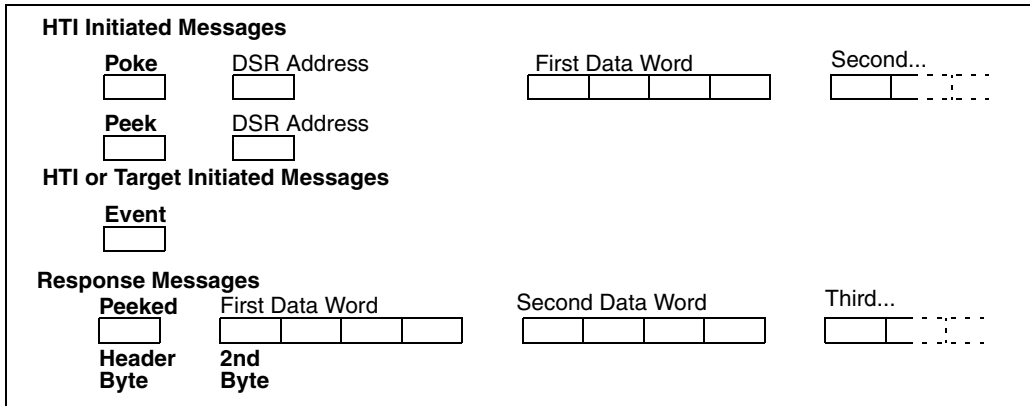 HTI Initiated Messages
Poke DSR Address First Data Word Second...
Peek DSR Address
HTI or Target Initiated Messages
Event
Response Messages
Peeked First Data Word Second Data Word Third...
Header 2nd
Byte Byte